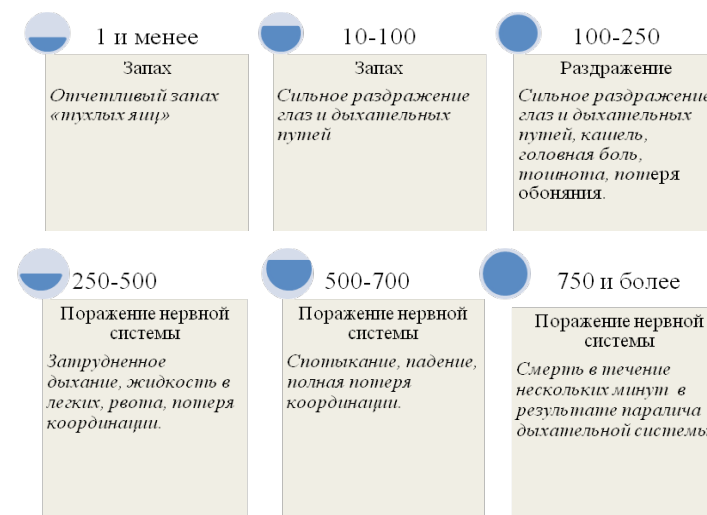 1 и менее
Запах
Отчетливый запах
«тухлых яиц»
10-100
Запах
Сильное раздражение
глаз и дыхательных
путей
100-250
Раздражение
Сильное раздражение
глаз и дыхательных
путей, кашель,
головная боль,
тошнота, потеря
обоняния.
250-500
Поражение нервной
системы
Затрудненное
дыхание, жидкость в
легких, рвота, потеря
координации.
500-700
Поражение нервной
системы
Спотыкание, падение,
полная потеря
координации.
750 и более
Поражение нервной
системы
Смерть в течение
нескольких минут в
результате паралича
дыхательной системы